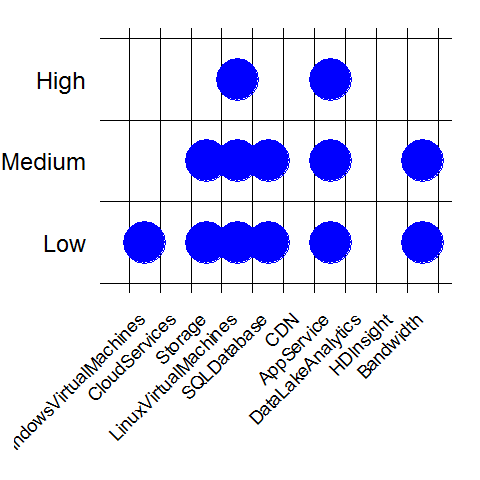 High
Medium
Low
ndowsVirtualMachines
CloudServices
Storage
LinuxVirtualMachines
SQLDatabase
CDN
AppService
DataLakeAnalytics
HDInsight
Bandwidth